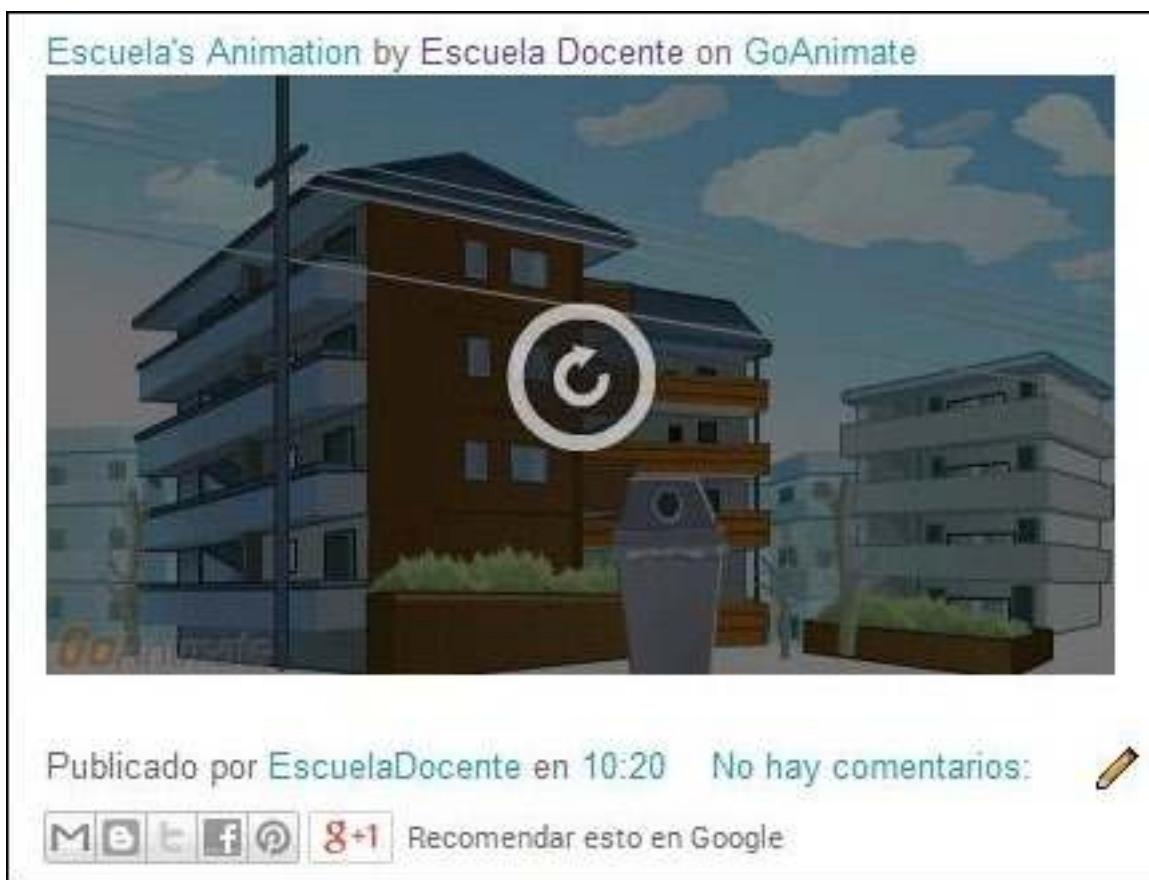 Escuela's Animation by Escuela Docente on GoAnimate
GoAnimate
Publicado por EscuelaDocente en 10:20 No hay comentarios:
g+1 Recomendar esto en Google